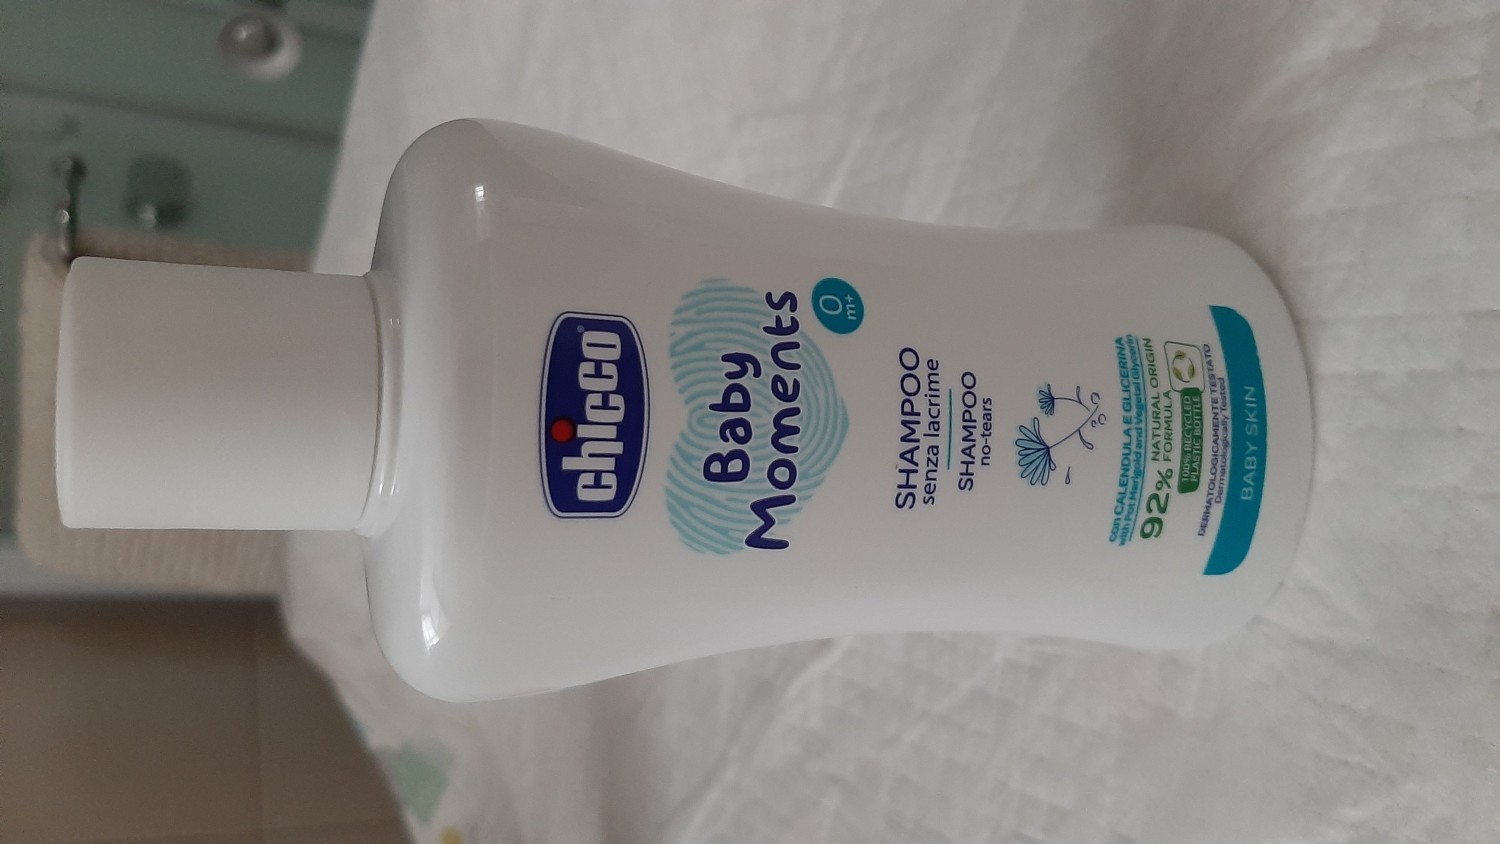 chicco®
Baby
Moments
0
m+
SHAMPOO
senza lacrime
SHAMPOO
no-tears
con CALENDULA E GLICERINA
with Pot Marigold and Vegetal Glycerin
92% NATURAL ORIGIN
FORMULA
100% RECYCLED
PLASTIC BOTTLE
DERMATOLOGICAMENTE TESTATO
Dermatologically Tested
BABY SKIN